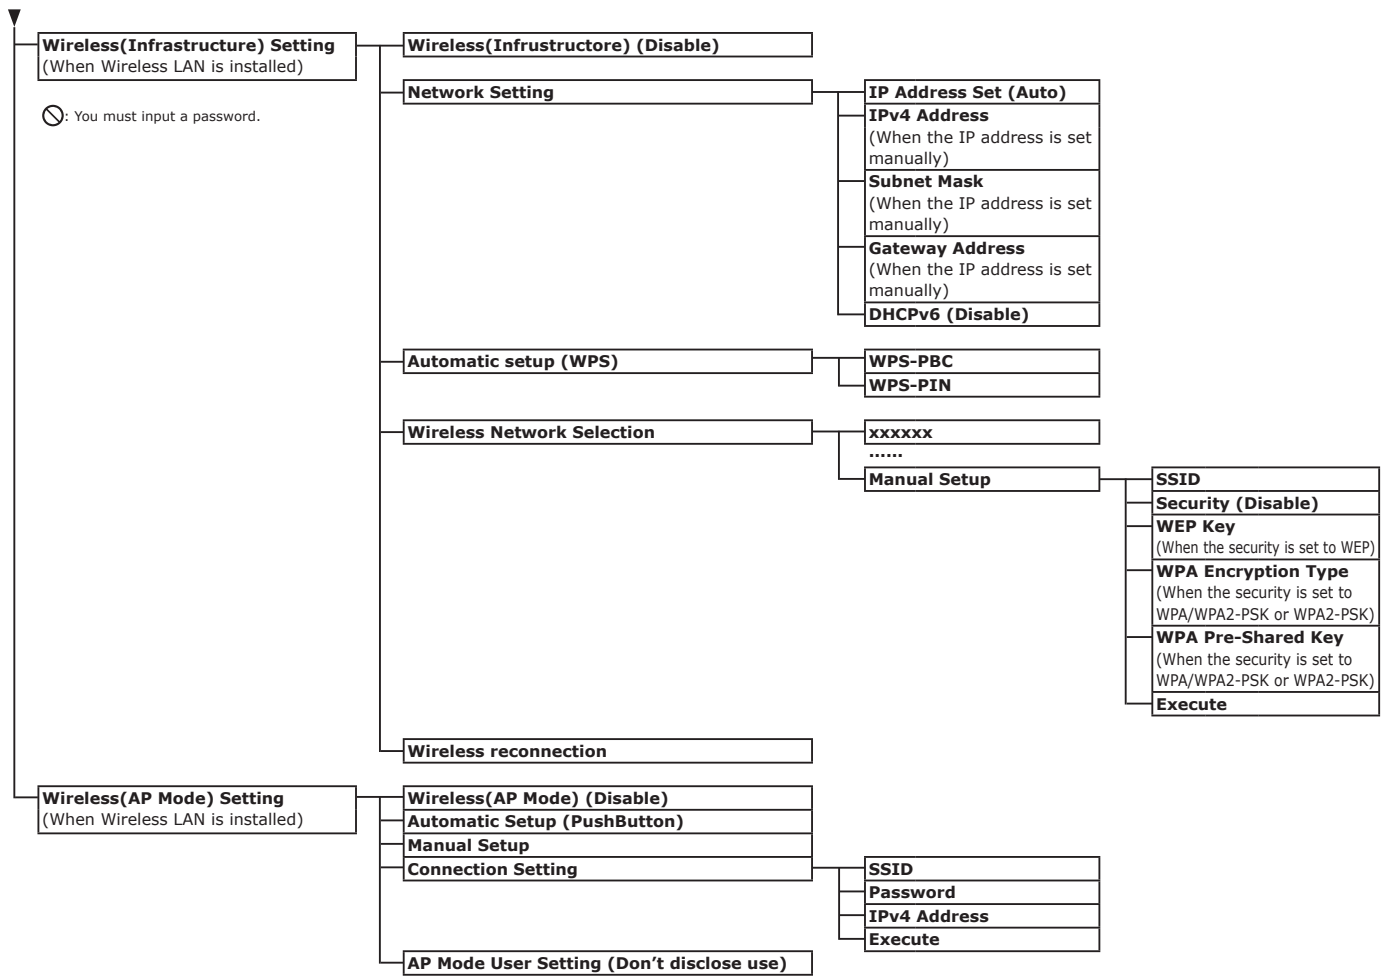 Wireless(Infrastructure) Setting
(When Wireless LAN is installed)
: You must input a password.
Wireless(Infrustructore) (Disable)
Network Setting
IP Address Set (Auto)
IPv4 Address
(When the IP address is set
manually)
Subnet Mask
(When the IP address is set
manually)
Gateway Address
(When the IP address is set
manually)
DHCPv6 (Disable)
Automatic setup (WPS)
WPS-PBC
WPS-PIN
Wireless Network Selection
xxxxxx
......
Manual Setup
SSID
Security (Disable)
WEP Key
(When the security is set to WEP)
WPA Encryption Type
(When the security is set to
WPA/WPA2-PSK or WPA2-PSK)
WPA Pre-Shared Key
(When the security is set to
WPA/WPA2-PSK or WPA2-PSK)
Execute
Wireless reconnection
Wireless(AP Mode) Setting
(When Wireless LAN is installed)
Wireless(AP Mode) (Disable)
Automatic Setup (PushButton)
Manual Setup
Connection Setting
SSID
Password
IPv4 Address
Execute
AP Mode User Setting (Don’t disclose use)